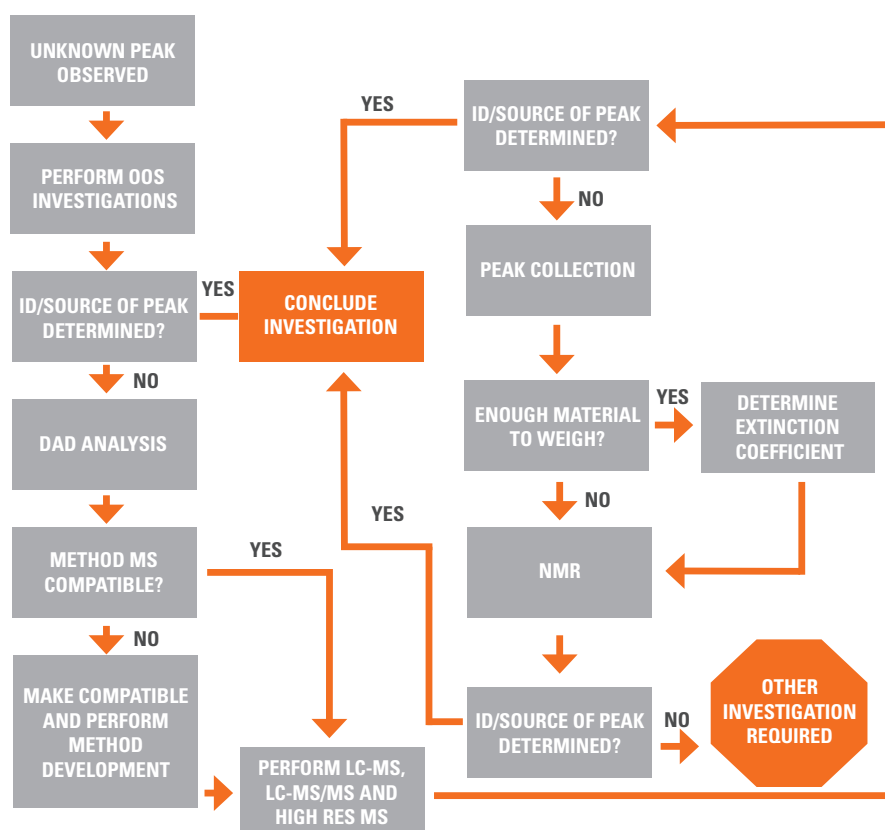 UNKNOWN PEAK
OBSERVED
PERFORM OOS
INVESTIGATIONS
ID/SOURCE OF PEAK
DETERMINED?
YES
NO
DAD ANALYSIS
METHOD MS
COMPATIBLE?
YES
NO
MAKE COMPATIBLE
AND PERFORM
METHOD
DEVELOPMENT
PERFORM LC-MS,
LC-MS/MS AND
HIGH RES MS
CONCLUDE
INVESTIGATION
YES
ID/SOURCE OF PEAK
DETERMINED?
NO
PEAK COLLECTION
ENOUGH MATERIAL
TO WEIGH?
YES
DETERMINE
EXTINCTION
COEFFICIENT
NO
NMR
YES
ID/SOURCE OF PEAK
DETERMINED?
NO
OTHER
INVESTIGATION
REQUIRED